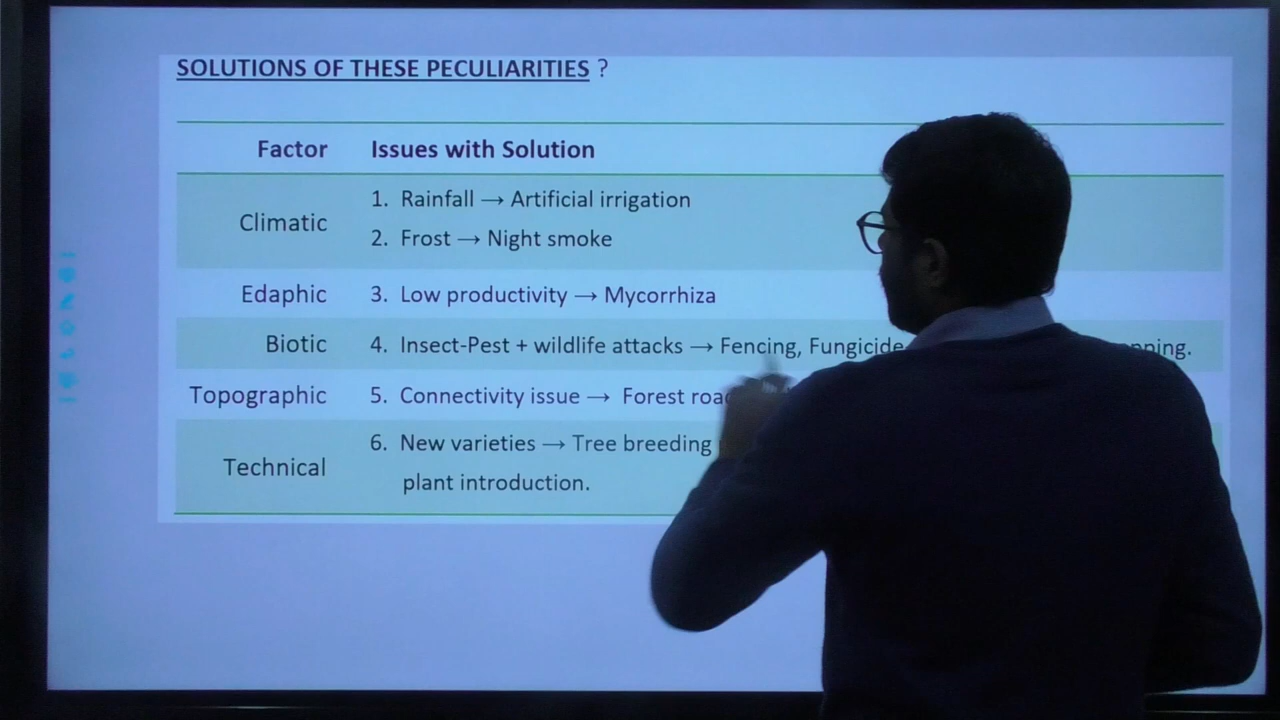 SOLUTIONS OF THESE PECULIARITIES ?
Factor Issues with Solution
Climatic
1. Rainfall → Artificial irrigation
2. Frost → Night smoke
Edaphic 3. Low productivity → Mycorrhiza
Biotic 4. Insect-Pest + wildlife attacks → Fencing, Fungicide
Topographic 5. Connectivity issue → Forest
Technical
6. New varieties → Tree breeding
plant introduction.